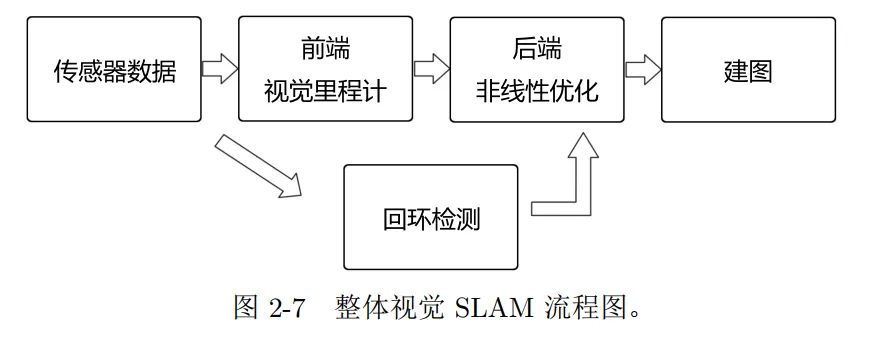 传感器数据
前端
视觉里程计
后端
非线性优化
建图
回环检测
图 2-7 整体视觉 SLAM 流程图。